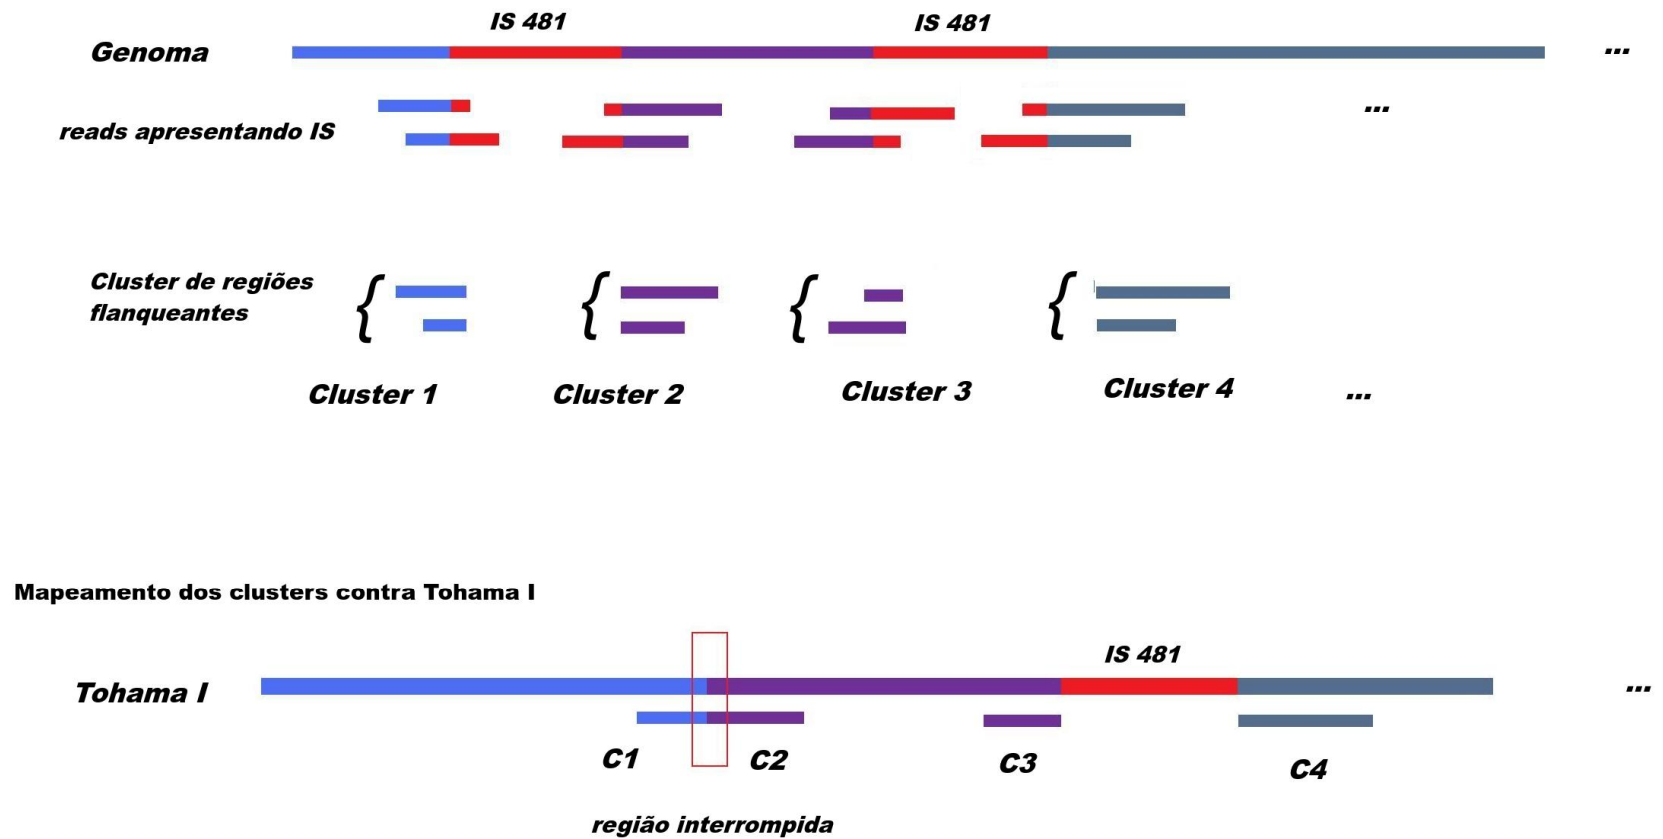 IS 481
IS 481
Genoma
...
reads apresentando IS
...
Cluster de regiões
flanqueantes
{
{
{
{
Cluster 1
Cluster 2
Cluster 3
Cluster 4
...
Mapeamento dos clusters contra Tohama I
IS 481
Tohama I
...
C1
C2
C3
C4
região interrompida